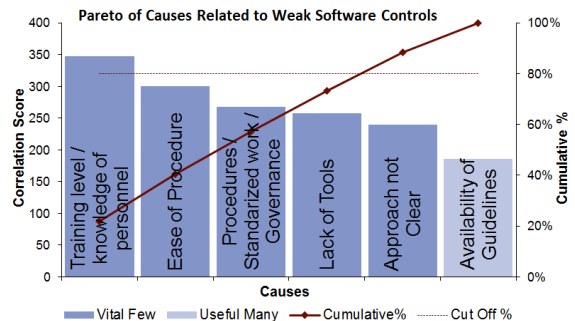 Pareto of Causes Related to Weak Software Controls
400
350
300
250
200
150
100
50
0
Correlation Score
Training level /
knowledge of
personnel
Ease of Procedure
Procedures /
Standarized work /
Governance
Lack of Tools
Approach not
Clear
Availability of
Guidelines
100%
80%
60%
40%
20%
0%
Cumulative %
Causes
Vital Few
Useful Many
Cumulative%
Cut Off %